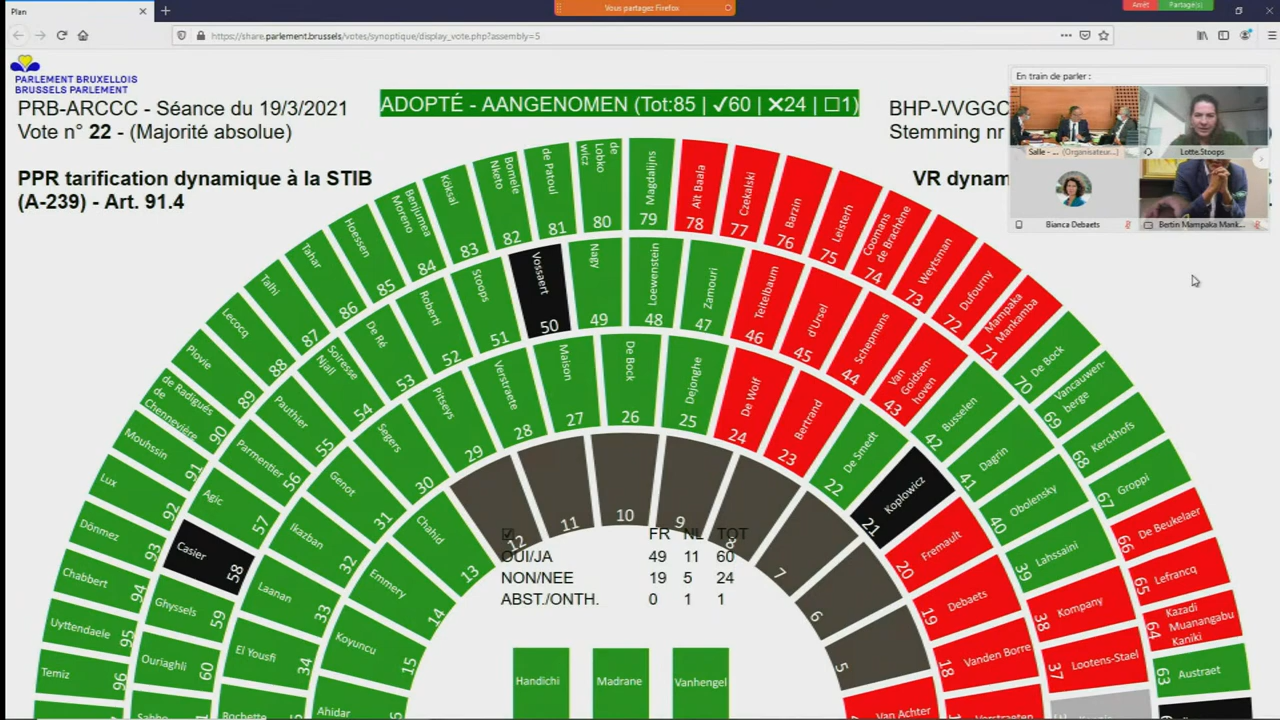 Plan
Vous partagez Firefox
Arrêt
Partagé(s)
https://share.parlement.brussels/votes/synoptique/display_vote.php?assembly=5
PARLEMENT BRUXELLOIS
BRUSSELS PARLEMENT
PRB-ARCCC - Séance du 19/3/2021
Vote n° 22 - (Majorité absolue)
PPR tarification dynamique à la STIB
(A-239) - Art. 91.4
ADOPTÉ - AANGENOMEN (Tot:85 | ✓60 | ✕24 | ☐1)
BHP-VVGGC
Stemming nr
VR dynam
En train de parler :
Salle - ... (Organisateur...
Lotte.Stoops
Bianca Debaets
Bertin Mampaka Mank...
Temiz 96
Uyttendaele 95
Chabbert 94
Dönmez 93
Lux 92
Mouhssin 91
de Radiguès de Chennevière 90
Plovie 89
Lecocq 88
Talhi 87
Tahar 86
Hoessen 85
Benjumea Moreno 84
Kökal 83
Bomele Nketo 82
de Patoul 81
de Lobkowicz 80
Magdalijns 79
Aït Baala 78
Czekalski 77
Barzin 76
Leisterh 75
Coomans de Brachène 74
Weytsman 73
Dufourny 72
Mampaka Mankamba 71
De Bock 70
Vancauwenberge 69
Kerckhofs 68
Groppi 67
De Beukelaer 66
Lefrancq 65
Kazadi Muanangabu Kaniki 64
Austraet 63
Ouriaghli 60
Ghyssels 59
Casier 58
Agic 57
Parmentier 56
Pauthier 55
Soiresse Njall 54
De Ré 53
Roberti 52
Stoops 51
Vossaert 50
Nagy 49
Loewenstein 48
Zamouri 47
Teitelbaum 46
d'Ursel 45
Schepmans 44
Van Goldsenhoven 43
Busselen 42
Dagrin 41
Obolensky 40
Lahssaini 39
Kompany 38
Lootens-Stael 37
Rochette
El Yousfi 34
Laanan 33
Ikazban 32
Genot 31
Segers 30
Pitseys 29
Verstraete 28
Maison 27
De Bock 26
Dejonghe 25
De Wolf 24
Bertrand 23
De Smedt 22
Koplowicz 21
Fremault 20
Debaets 19
Vanden Borre 18
Verstraeten
Ahidar
Koyuncu 15
Emmery 14
Chahid 13
12
11
10
9
8
7
6
5
Van Achter
☑ FR NL TOT
OUI/JA 49 11 60
NON/NEE 19 5 24
ABST./ONTH. 0 1 1
Handichi
Madrane
Vanhengel